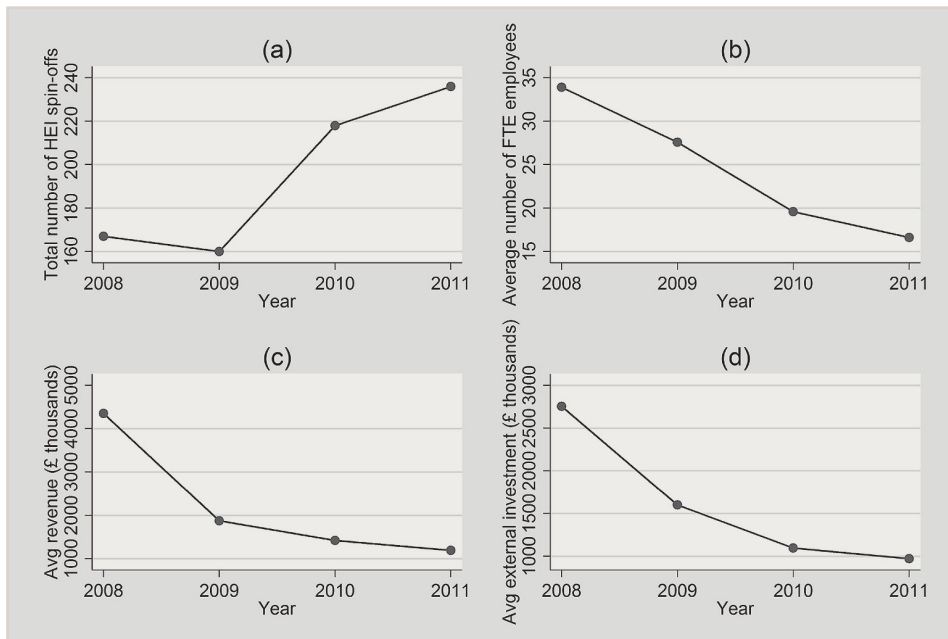 (a)
Total number of HEI spin-offs
240
220
200
180
160
2008 2009 2010 2011
Year
(b)
Average number of FTE employees
35
30
25
20
15
2008 2009 2010 2011
Year
(c)
Avg revenue (£ thousands)
5000
4000
3000
2000
1000
2008 2009 2010 2011
Year
(d)
Avg external investment (£ thousands)
3000
2500
2000
1500
1000
2008 2009 2010 2011
Year